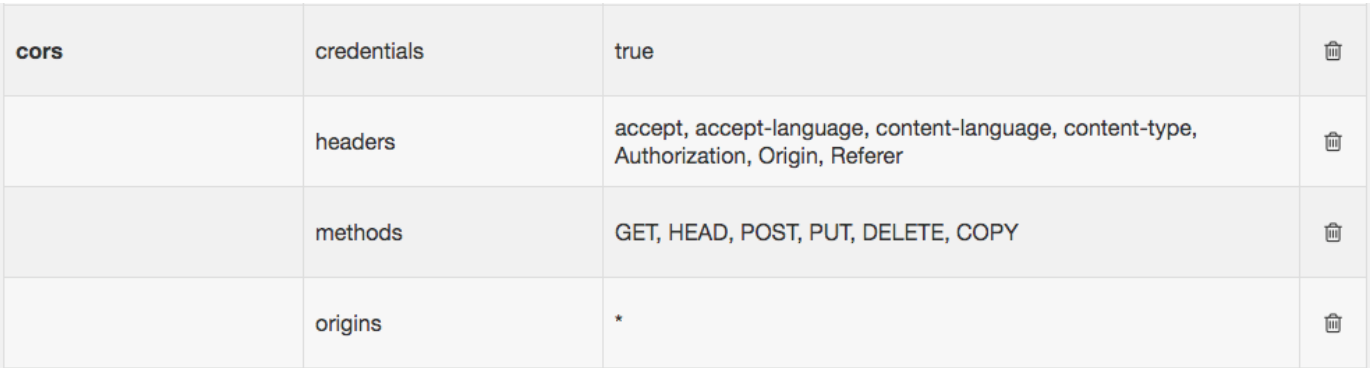 cors credentials true
headers accept, accept-language, content-language, content-type,
Authorization, Origin, Referer
methods GET, HEAD, POST, PUT, DELETE, COPY
origins *